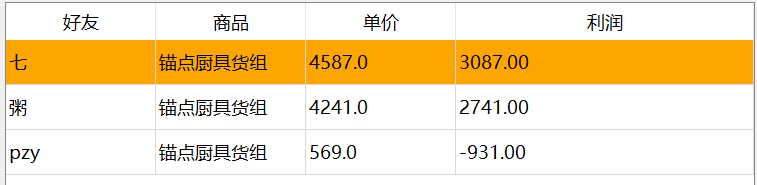 好友 商品 单价 利润
七 锚点厨具货组 4587.0 3087.00
粥 锚点厨具货组 4241.0 2741.00
pzy 锚点厨具货组 569.0 -931.00